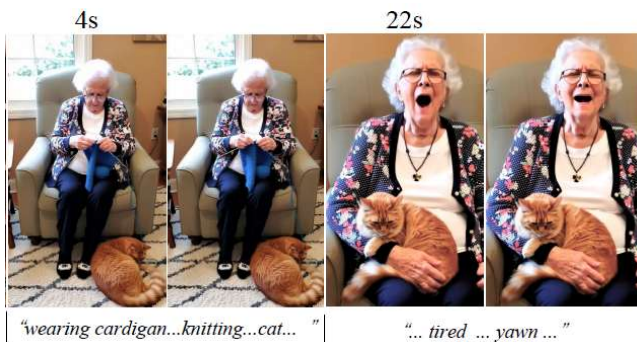 4s
22s
“wearing cardigan...knitting...cat... ”
“... tired ... yawn ...”